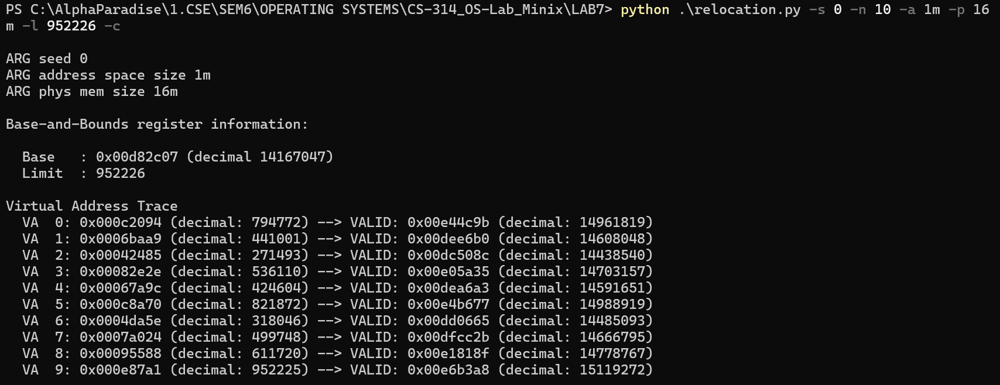 PS C:\AlphaParadise\1.CSE\SEM6\OPERATING SYSTEMS\CS-314_OS-Lab_Minix\LAB7> python .\relocation.py -s 0 -n 10 -a 1m -p 16
m -l 952226 -c
ARG seed 0
ARG address space size 1m
ARG phys mem size 16m
Base-and-Bounds register information:
  Base   : 0x00d82c07 (decimal 14167047)
  Limit  : 952226
Virtual Address Trace
  VA  0: 0x000c2094 (decimal: 794772) --> VALID: 0x00e44c9b (decimal: 14961819)
  VA  1: 0x0006baa9 (decimal: 441001) --> VALID: 0x00dee6b0 (decimal: 14608048)
  VA  2: 0x00042485 (decimal: 271493) --> VALID: 0x00dc508c (decimal: 14438540)
  VA  3: 0x00082e2e (decimal: 536110) --> VALID: 0x00e05a35 (decimal: 14703157)
  VA  4: 0x00067a9c (decimal: 424604) --> VALID: 0x00dea6a3 (decimal: 14591651)
  VA  5: 0x000c8a70 (decimal: 821872) --> VALID: 0x00e4b677 (decimal: 14988919)
  VA  6: 0x0004da5e (decimal: 318046) --> VALID: 0x00dd0665 (decimal: 14485093)
  VA  7: 0x0007a024 (decimal: 499748) --> VALID: 0x00dfcc2b (decimal: 14666795)
  VA  8: 0x00095588 (decimal: 611720) --> VALID: 0x00e1818f (decimal: 14778767)
  VA  9: 0x000e87a1 (decimal: 952225) --> VALID: 0x00e6b3a8 (decimal: 15119272)